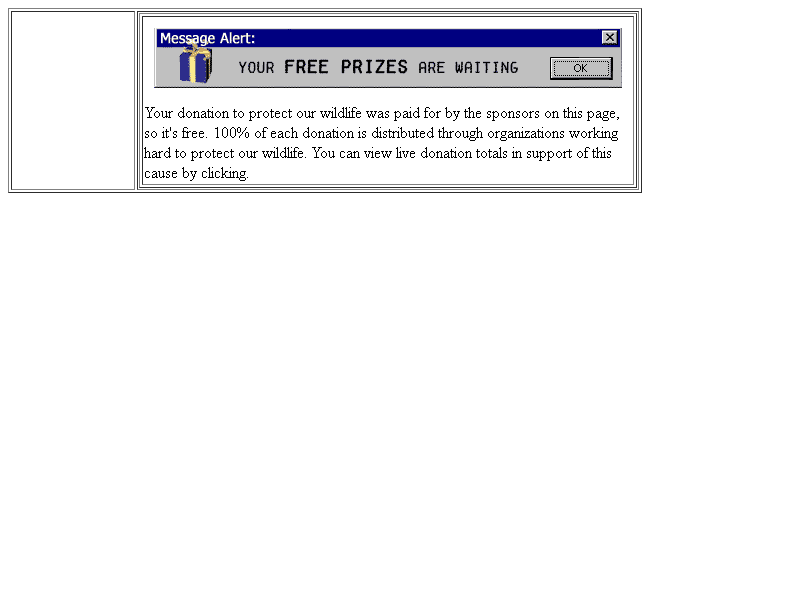 Message Alert:
YOUR FREE PRIZES ARE WAITING
OK
Your donation to protect our wildlife was paid for by the sponsors on this page,
so it's free. 100% of each donation is distributed through organizations working
hard to protect our wildlife. You can view live donation totals in support of this
cause by clicking.